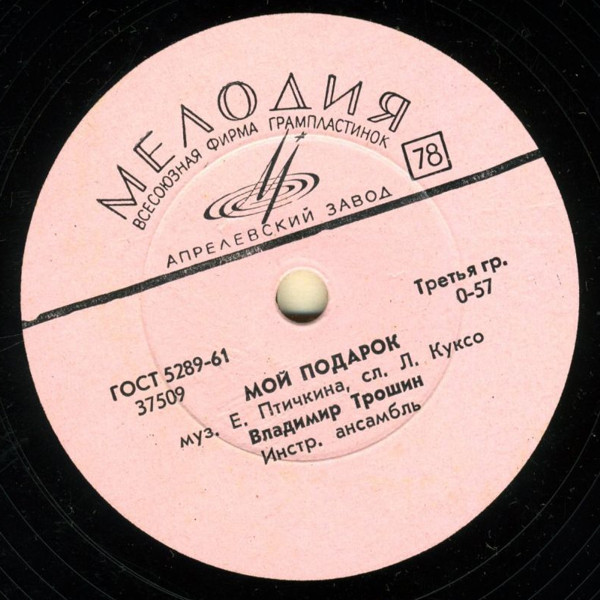 МЕЛОДИЯ
ВСЕСОЮЗНАЯ ФИРМА ГРАМПЛАСТИНОК
78
АПРЕЛЕВСКИЙ ЗАВОД
Третья гр.
0-57
ГОСТ 5289-61
37509
МОЙ ПОДАРОК
муз. Е. Птичкина, сл. Л. Куксо
Владимир Трошин
Инстр. ансамбль